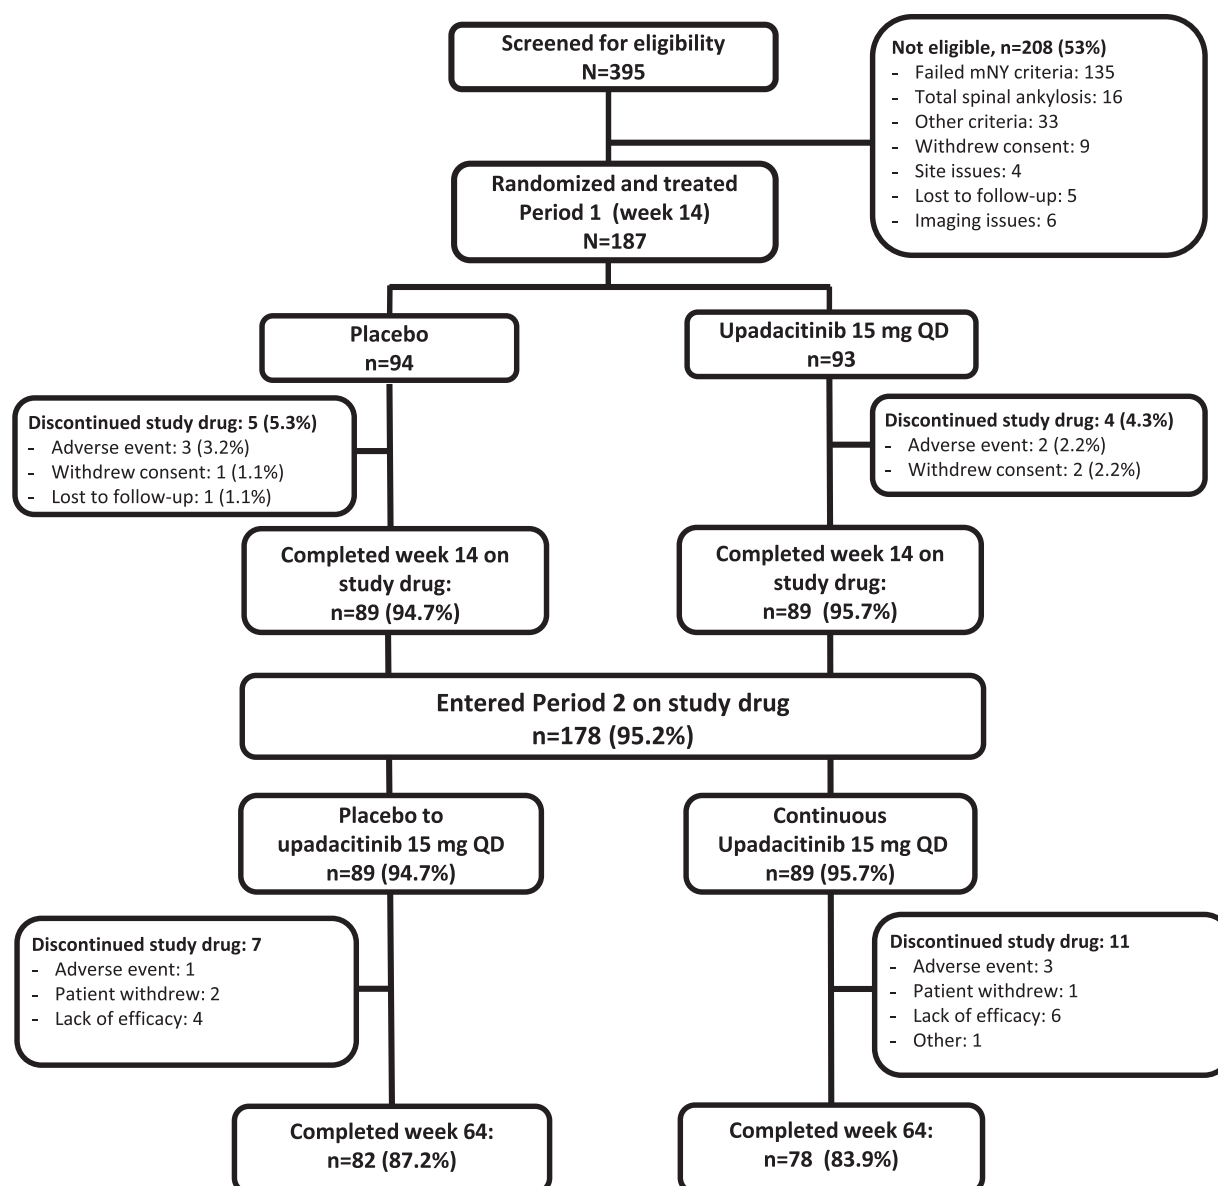 Screened for eligibility
N=395
Not eligible, n=208 (53%)
- Failed mNY criteria: 135
- Total spinal ankylosis: 16
- Other criteria: 33
- Withdrew consent: 9
- Site issues: 4
- Lost to follow-up: 5
- Imaging issues: 6
Randomized and treated
Period 1 (week 14)
N=187
Placebo
n=94
Upadacitinib 15 mg QD
n=93
Discontinued study drug: 5 (5.3%)
- Adverse event: 3 (3.2%)
- Withdrew consent: 1 (1.1%)
- Lost to follow-up: 1 (1.1%)
Discontinued study drug: 4 (4.3%)
- Adverse event: 2 (2.2%)
- Withdrew consent: 2 (2.2%)
Completed week 14 on
study drug:
n=89 (94.7%)
Completed week 14 on
study drug:
n=89 (95.7%)
Entered Period 2 on study drug
n=178 (95.2%)
Placebo to
upadacitinib 15 mg QD
n=89 (94.7%)
Continuous
Upadacitinib 15 mg QD
n=89 (95.7%)
Discontinued study drug: 7
- Adverse event: 1
- Patient withdrew: 2
- Lack of efficacy: 4
Discontinued study drug: 11
- Adverse event: 3
- Patient withdrew: 1
- Lack of efficacy: 6
- Other: 1
Completed week 64:
n=82 (87.2%)
Completed week 64:
n=78 (83.9%)